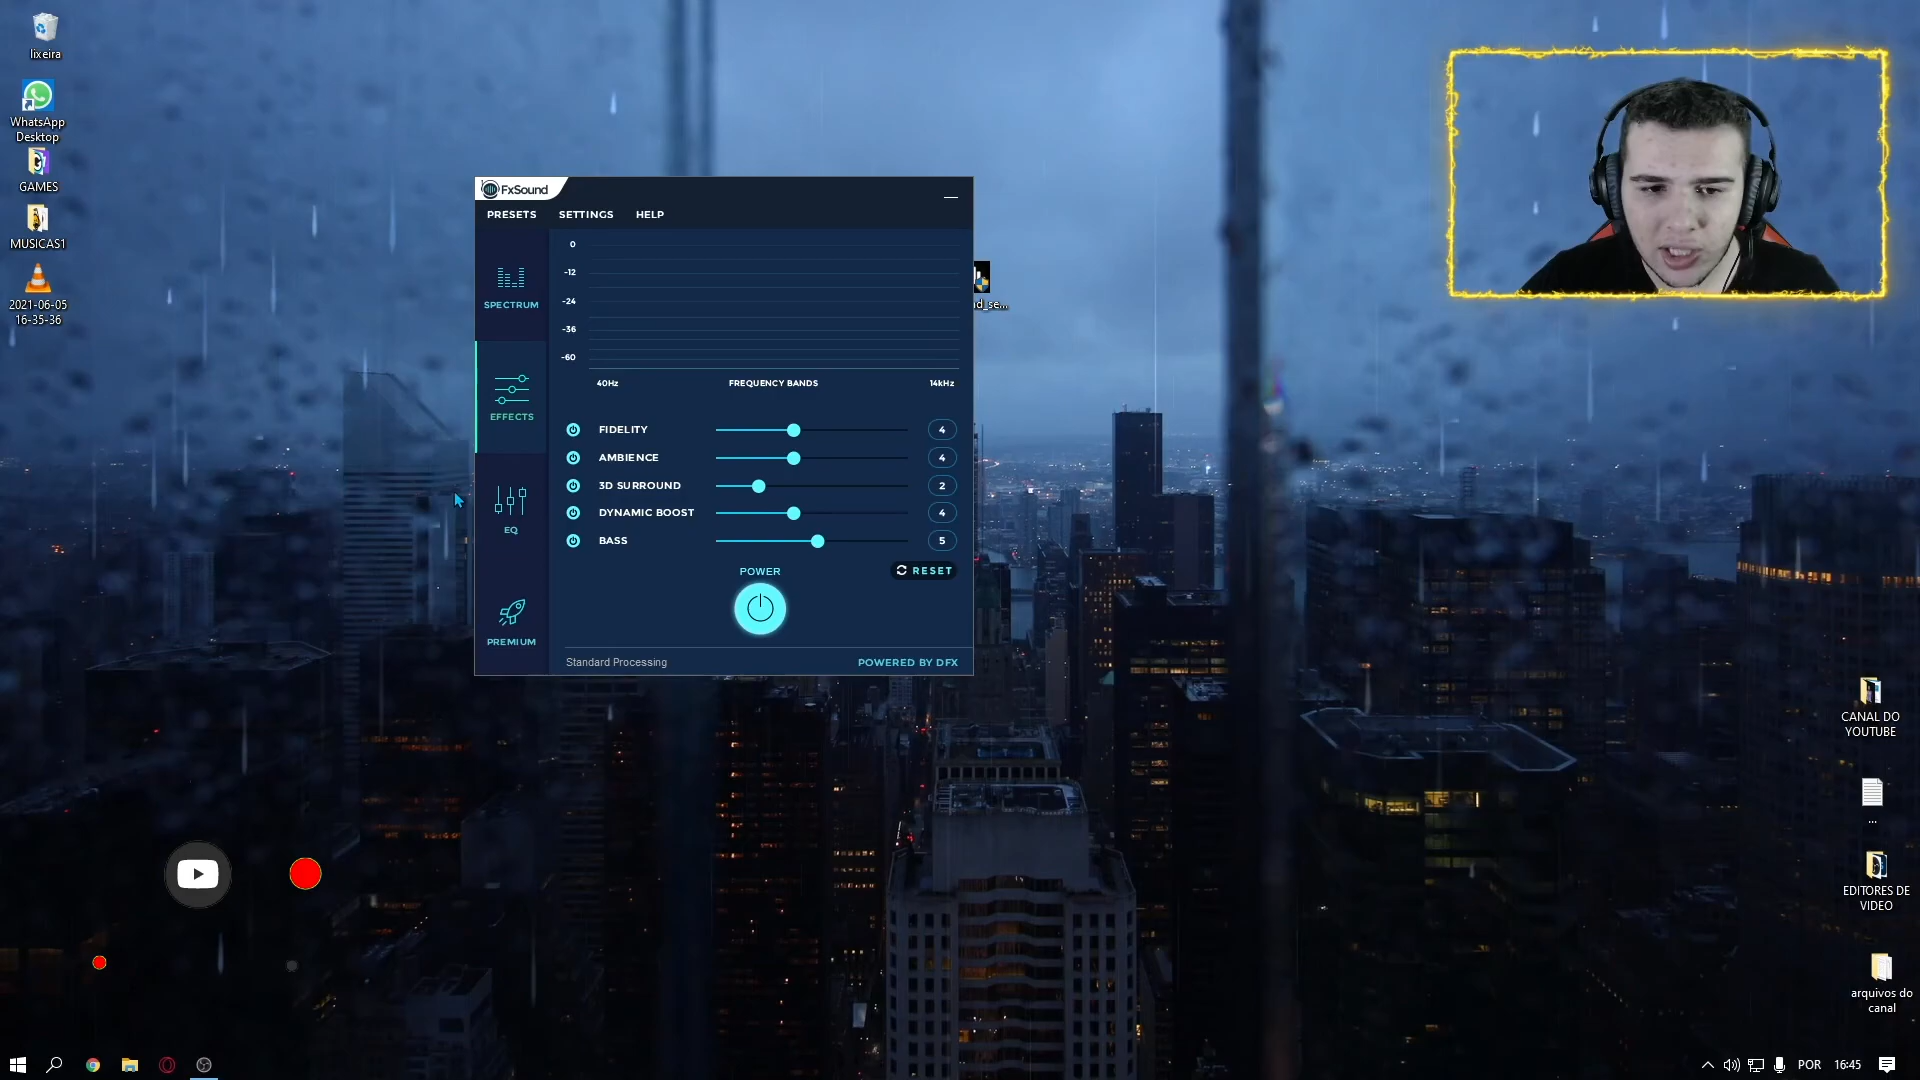 lixeira
WhatsApp
Desktop
GAMES
MUSICAS1
2021-06-05
16-35-36
FxSound
PRESETS SETTINGS HELP
SPECTRUM
EFFECTS
EQ
PREMIUM
0
-12
-24
-36
-60
40Hz FREQUENCY BANDS 14kHz
FIDELITY 4
AMBIENCE 4
3D SURROUND 2
DYNAMIC BOOST 4
BASS 5
POWER
RESET
Standard Processing POWERED BY DFX
d_se...
CANAL DO
YOUTUBE
...
EDITORES DE
VIDEO
arquivos do
canal
POR 16:45